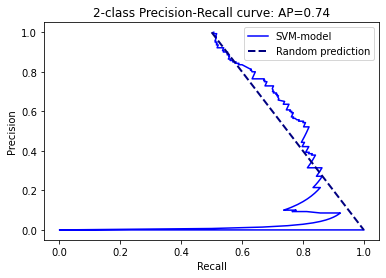 2-class Precision-Recall curve: AP=0.74
SVM-model
Random prediction
Precision
1.0
0.8
0.6
0.4
0.2
0.0
0.0 0.2 0.4 0.6 0.8 1.0
Recall